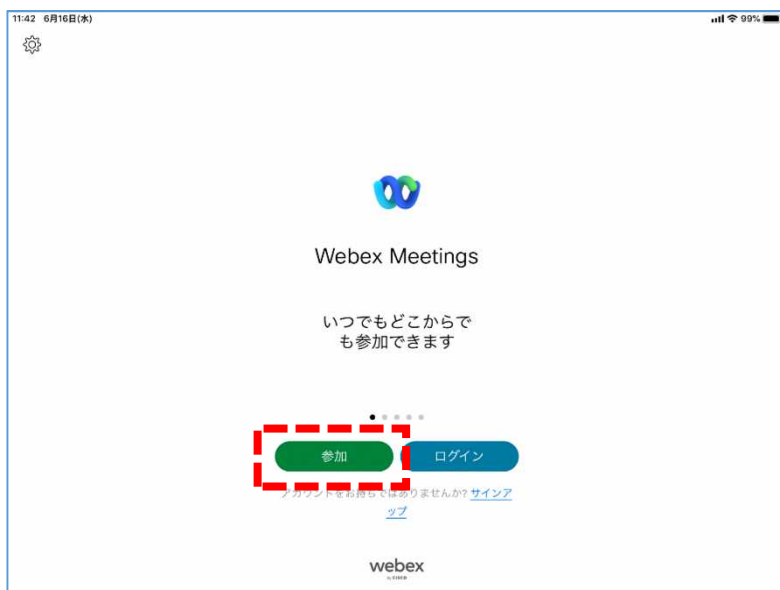 11:42 6月16日(水)
99%
Webex Meetings
いつでもどこからで
も参加できます
参加
ログイン
アカウントをお持ちではありませんか? サインア
ップ
webex
by CISCO